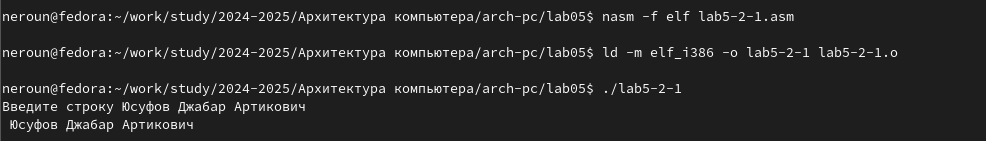 neroun@fedora:~/work/study/2024-2025/Архитектура компьютера/arch-pc/lab05$ nasm -f elf lab5-2-1.asm
neroun@fedora:~/work/study/2024-2025/Архитектура компьютера/arch-pc/lab05$ ld -m elf_i386 -o lab5-2-1 lab5-2-1.o
neroun@fedora:~/work/study/2024-2025/Архитектура компьютера/arch-pc/lab05$ ./lab5-2-1
Введите строку Юсуфов Джабар Артикович
 Юсуфов Джабар Артикович